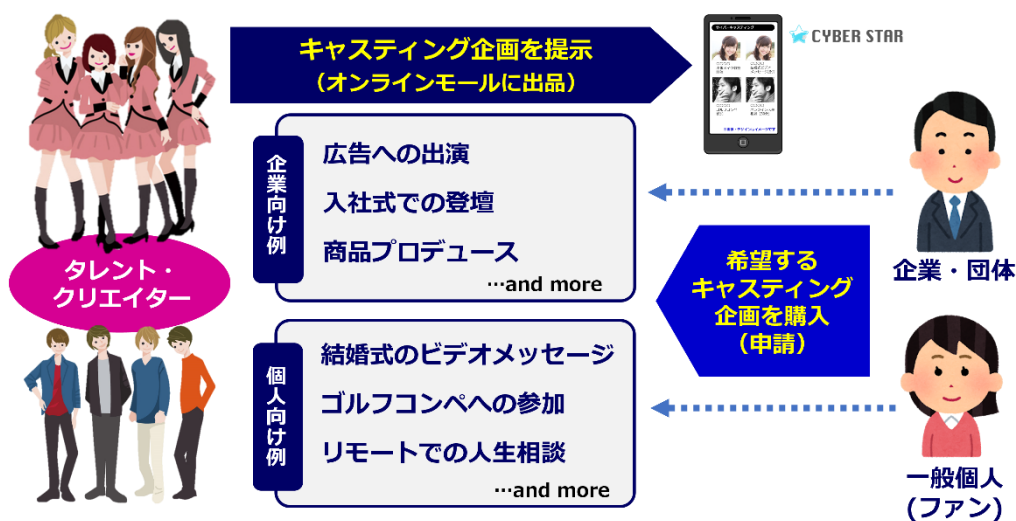 キャスティング企画を提示
（オンラインモールに出品）
CYBER STAR
企業向け例
広告への出演
入社式での登壇
商品プロデュース
…and more
タレント・
クリエイター
個人向け例
結婚式のビデオメッセージ
ゴルフコンペへの参加
リモートでの人生相談
…and more
希望する
キャスティング
企画を購入
（申請）
企業・団体
一般個人
(ファン)